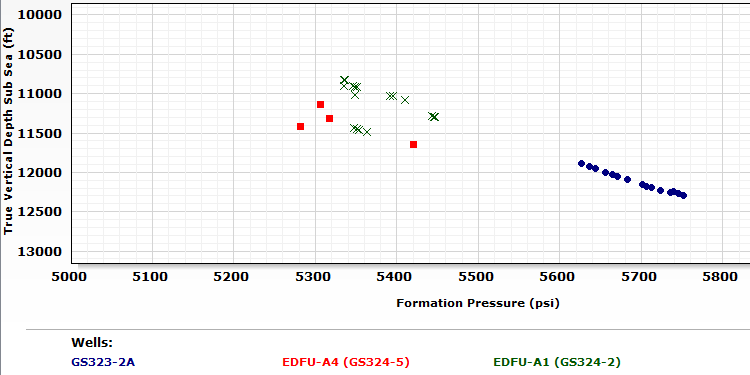 10000
10500
11000
11500
12000
12500
13000
True Vertical Depth Sub Sea (ft)
5000 5100 5200 5300 5400 5500 5600 5700 5800
Formation Pressure (psi)
Wells:
GS323-2A EDFU-A4 (GS324-5) EDFU-A1 (GS324-2)